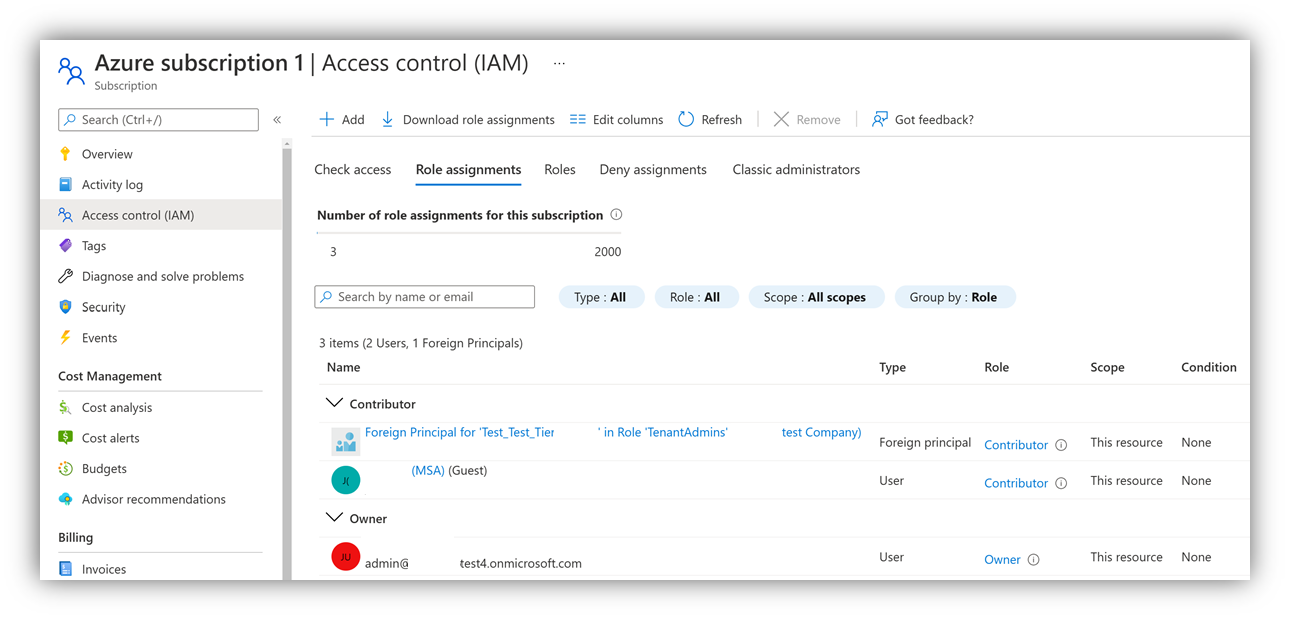 Azure subscription 1 | Access control (IAM) ...
Subscription
Search (Ctrl+/) «
Overview
Activity log
Access control (IAM)
Tags
Diagnose and solve problems
Security
Events
Cost Management
Cost analysis
Cost alerts
Budgets
Advisor recommendations
Billing
Invoices
Add Download role assignments Edit columns Refresh Remove Got feedback?
Check access Role assignments Roles Deny assignments Classic administrators
Number of role assignments for this subscription
3 2000
Search by name or email Type : All Role : All Scope : All scopes Group by : Role
3 items (2 Users, 1 Foreign Principals)
Name Type Role Scope Condition
Contributor
Foreign Principal for 'Test_Test_Tier ' in Role 'TenantAdmins' test Company) Foreign principal Contributor This resource None
J( (MSA) (Guest) User Contributor This resource None
Owner
JU admin@ test4.onmicrosoft.com User Owner This resource None